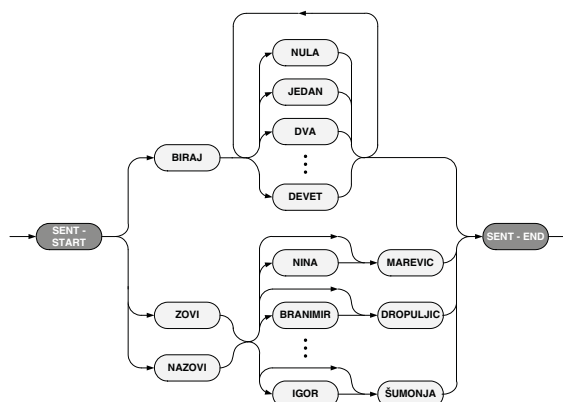 NULA
JEDAN
DVA
DEVET
BIRAJ
SENT -
START
SENT - END
NINA
MAREVIC
ZOVI
BRANIMIR
DROPULJIC
NAZOVI
IGOR
ŠUMONJA